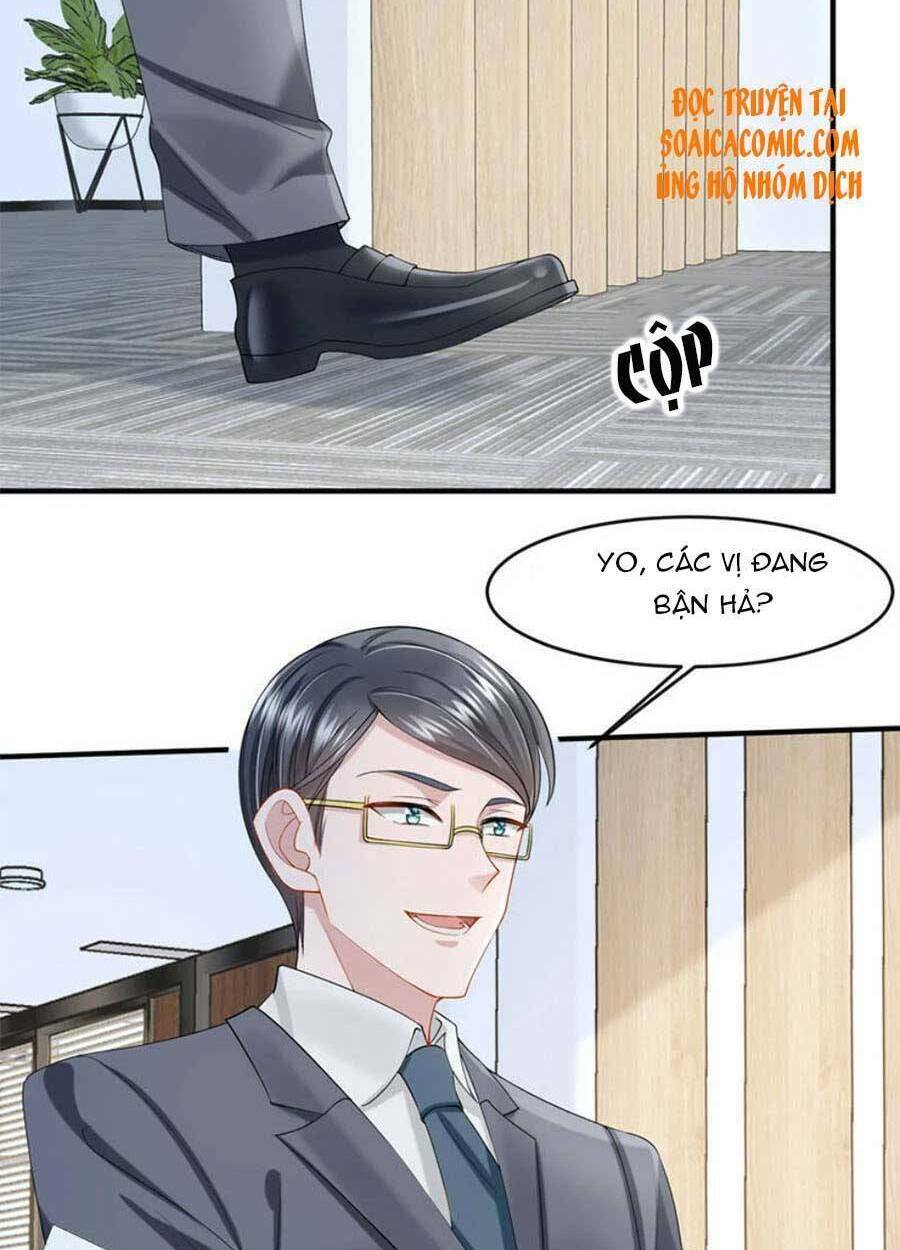 ĐỌC TRUYỆN TẠI
SOAICACOMIC.COM
ỦNG HỘ NHÓM DỊCH
CỘP
YO, CÁC VỊ ĐANG
BẬN HẢ?